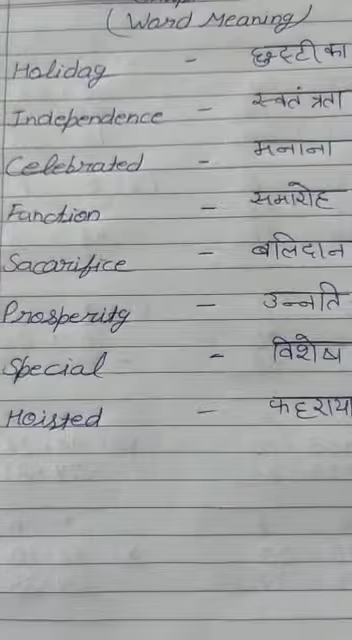 (Word Meaning)
Holiday - छुट्टी का
Independence - स्वतंत्रता
Celebrated - मनाना
Function - समारोह
Sacarifice - बलिदान
Prosperity - उन्नति
Special - विशेष
Hoisted - फहराया